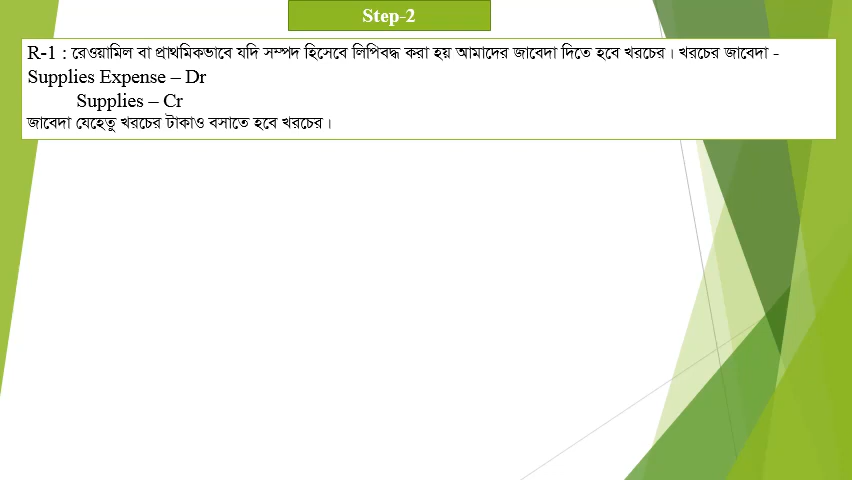 Step-2
R-1 : রেওয়ামিল বা প্রাথমিকভাবে যদি সম্পদ হিসেবে লিপিবদ্ধ করা হয় আমাদের জাবেদা দিতে হবে খরচের। খরচের জাবেদা -
Supplies Expense – Dr
Supplies – Cr
জাবেদা যেহেতু খরচের টাকাও বসাতে হবে খরচের।